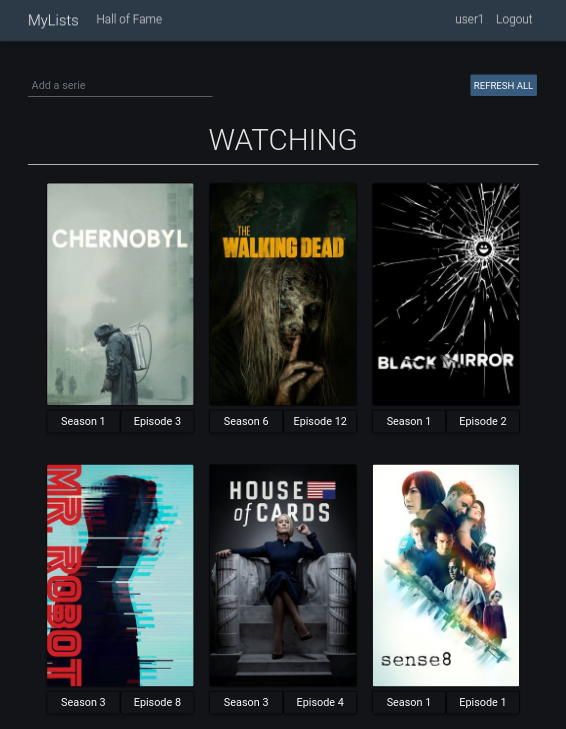 MyLists Hall of Fame user1 Logout
Add a serie REFRESH ALL
WATCHING
CHERNOBYL
THE
WALKING DEAD
BLACK MIRROR
Season 1 Episode 3 Season 6 Episode 12 Season 1 Episode 2
MR. ROBOT
HOUSE
of CARDS
sense8
Season 3 Episode 8 Season 3 Episode 4 Season 1 Episode 1